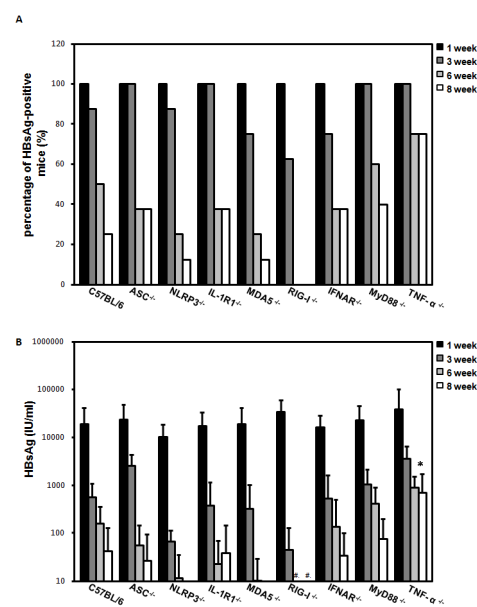 A
120
100
80
60
40
20
0
percentage of HBsAg-positive
mice (%)
1 week
3 week
6 week
8 week
C57BL/6
ASC-/-
NLRP3-/-
IL-1R1-/-
MDA5-/-
RIG-I-/-
IFNAR-/-
MyD88-/-
TNF-α-/-
B
1000000
100000
10000
1000
100
10
HBsAg (IU/ml)
1 week
3 week
6 week
8 week
*
# #
C57BL/6
ASC-/-
NLRP3-/-
IL-1R1-/-
MDA5-/-
RIG-I-/-
IFNAR-/-
MyD88-/-
TNF-α-/-